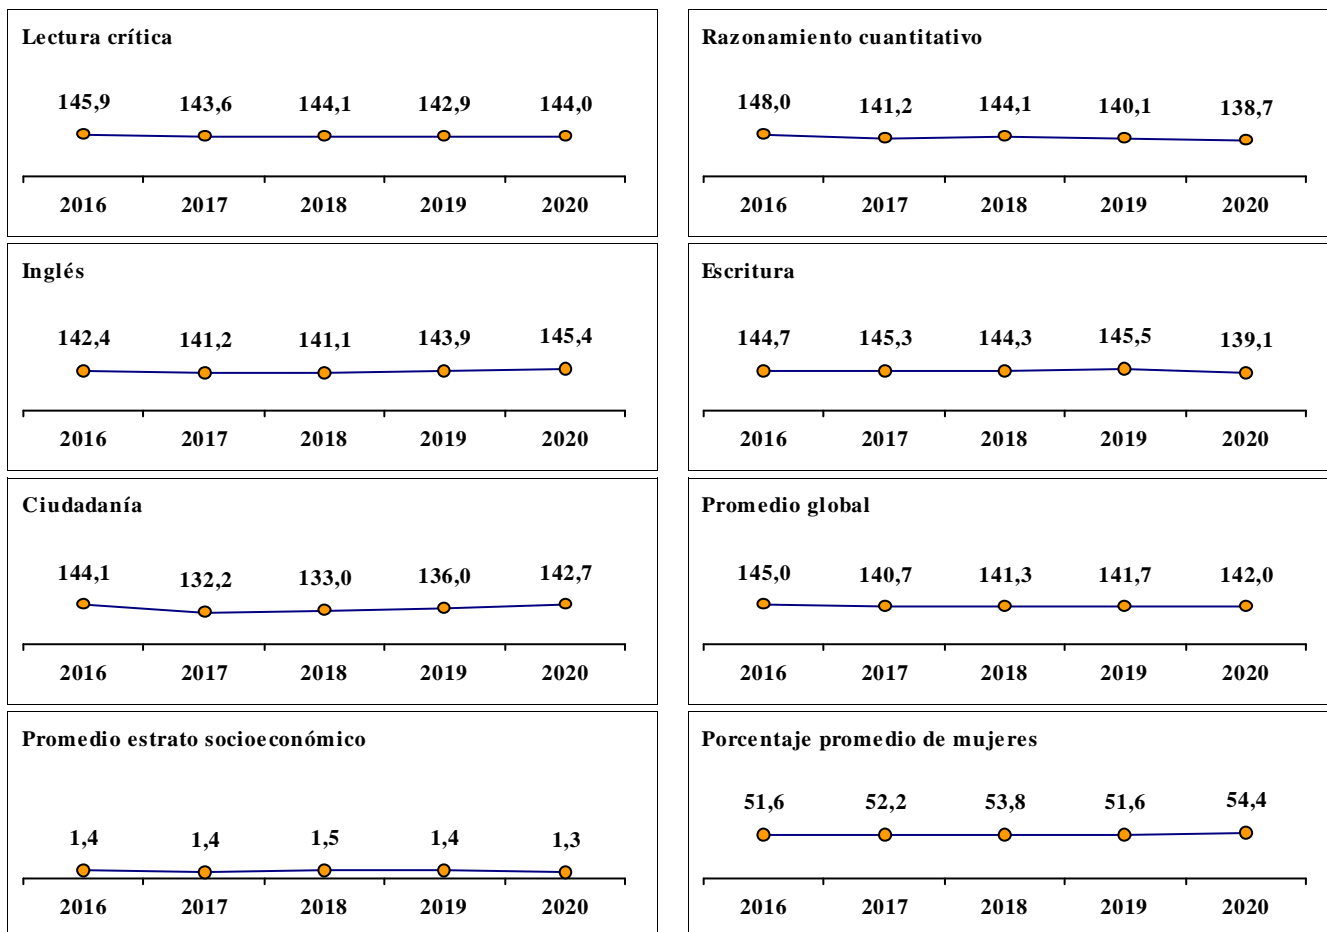 Lectura crítica
145,9 143,6 144,1 142,9 144,0
2016 2017 2018 2019 2020
Razonamiento cuantitativo
148,0 141,2 144,1 140,1 138,7
2016 2017 2018 2019 2020
Inglés
142,4 141,2 141,1 143,9 145,4
2016 2017 2018 2019 2020
Escritura
144,7 145,3 144,3 145,5 139,1
2016 2017 2018 2019 2020
Ciudadanía
144,1 132,2 133,0 136,0 142,7
2016 2017 2018 2019 2020
Promedio global
145,0 140,7 141,3 141,7 142,0
2016 2017 2018 2019 2020
Promedio estrato socioeconómico
1,4 1,4 1,5 1,4 1,3
2016 2017 2018 2019 2020
Porcentaje promedio de mujeres
51,6 52,2 53,8 51,6 54,4
2016 2017 2018 2019 2020